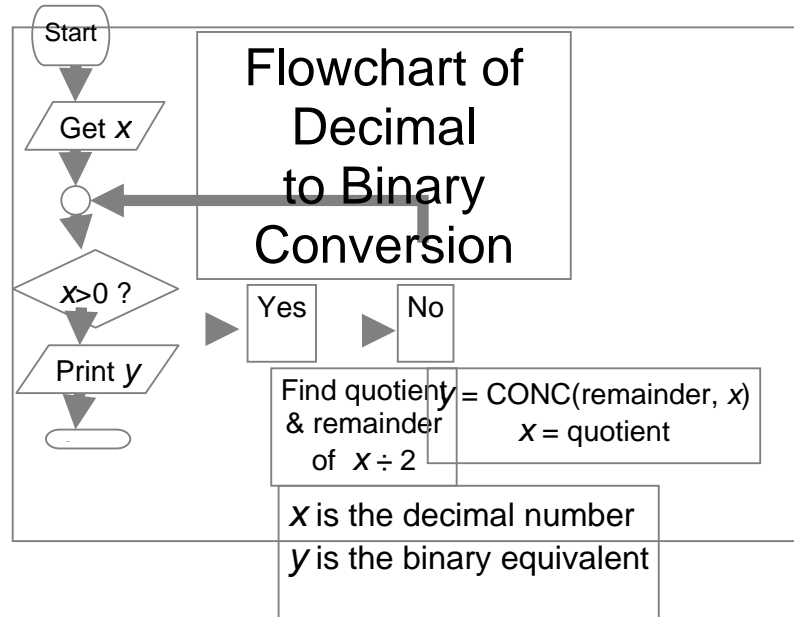 Start
Flowchart of
Decimal
to Binary
Conversion
Get x
x>0 ?
Yes
No
Print y
Find quotient
& remainder
of x ÷ 2
y = CONC(remainder, x)
x = quotient
x is the decimal number
y is the binary equivalent